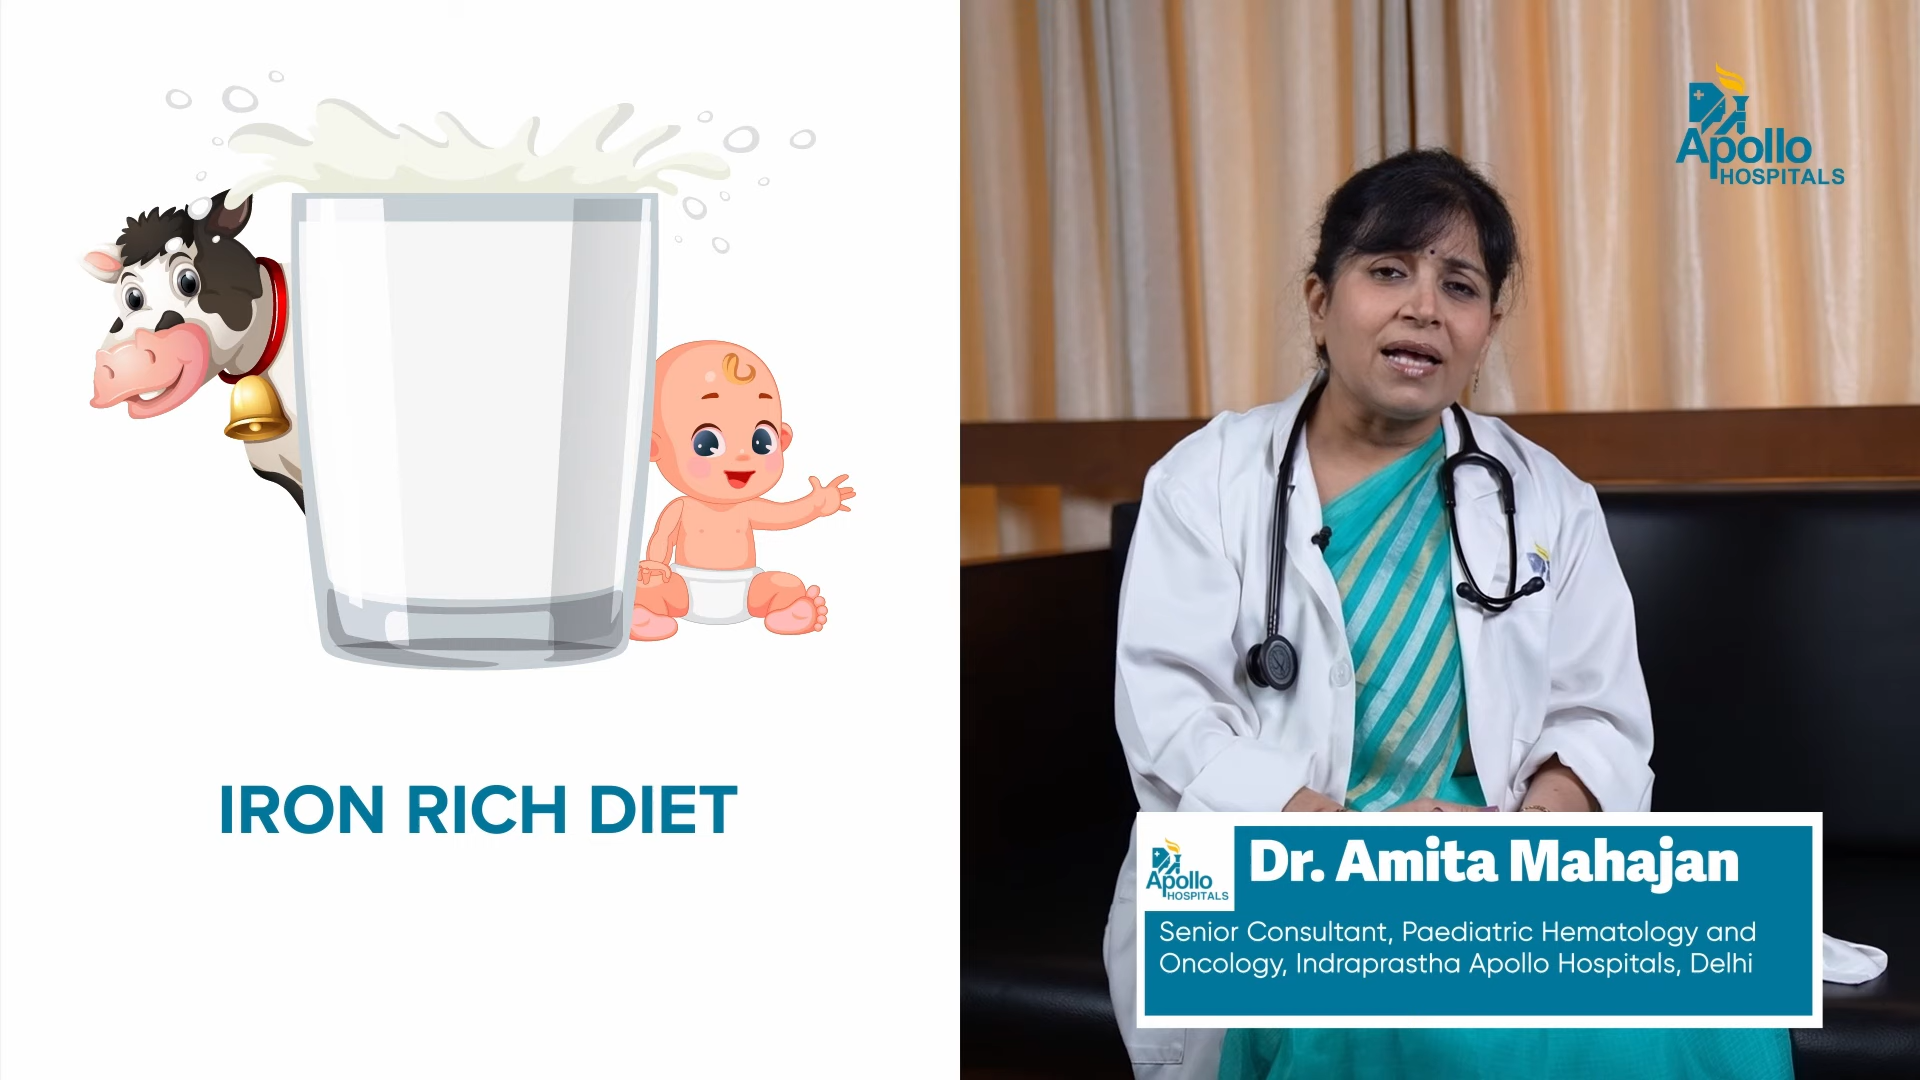 IRON RICH DIET
Apollo
HOSPITALS
Apollo
HOSPITALS
Dr. Amita Mahajan
Senior Consultant, Paediatric Hematology and
Oncology, Indraprastha Apollo Hospitals, Delhi